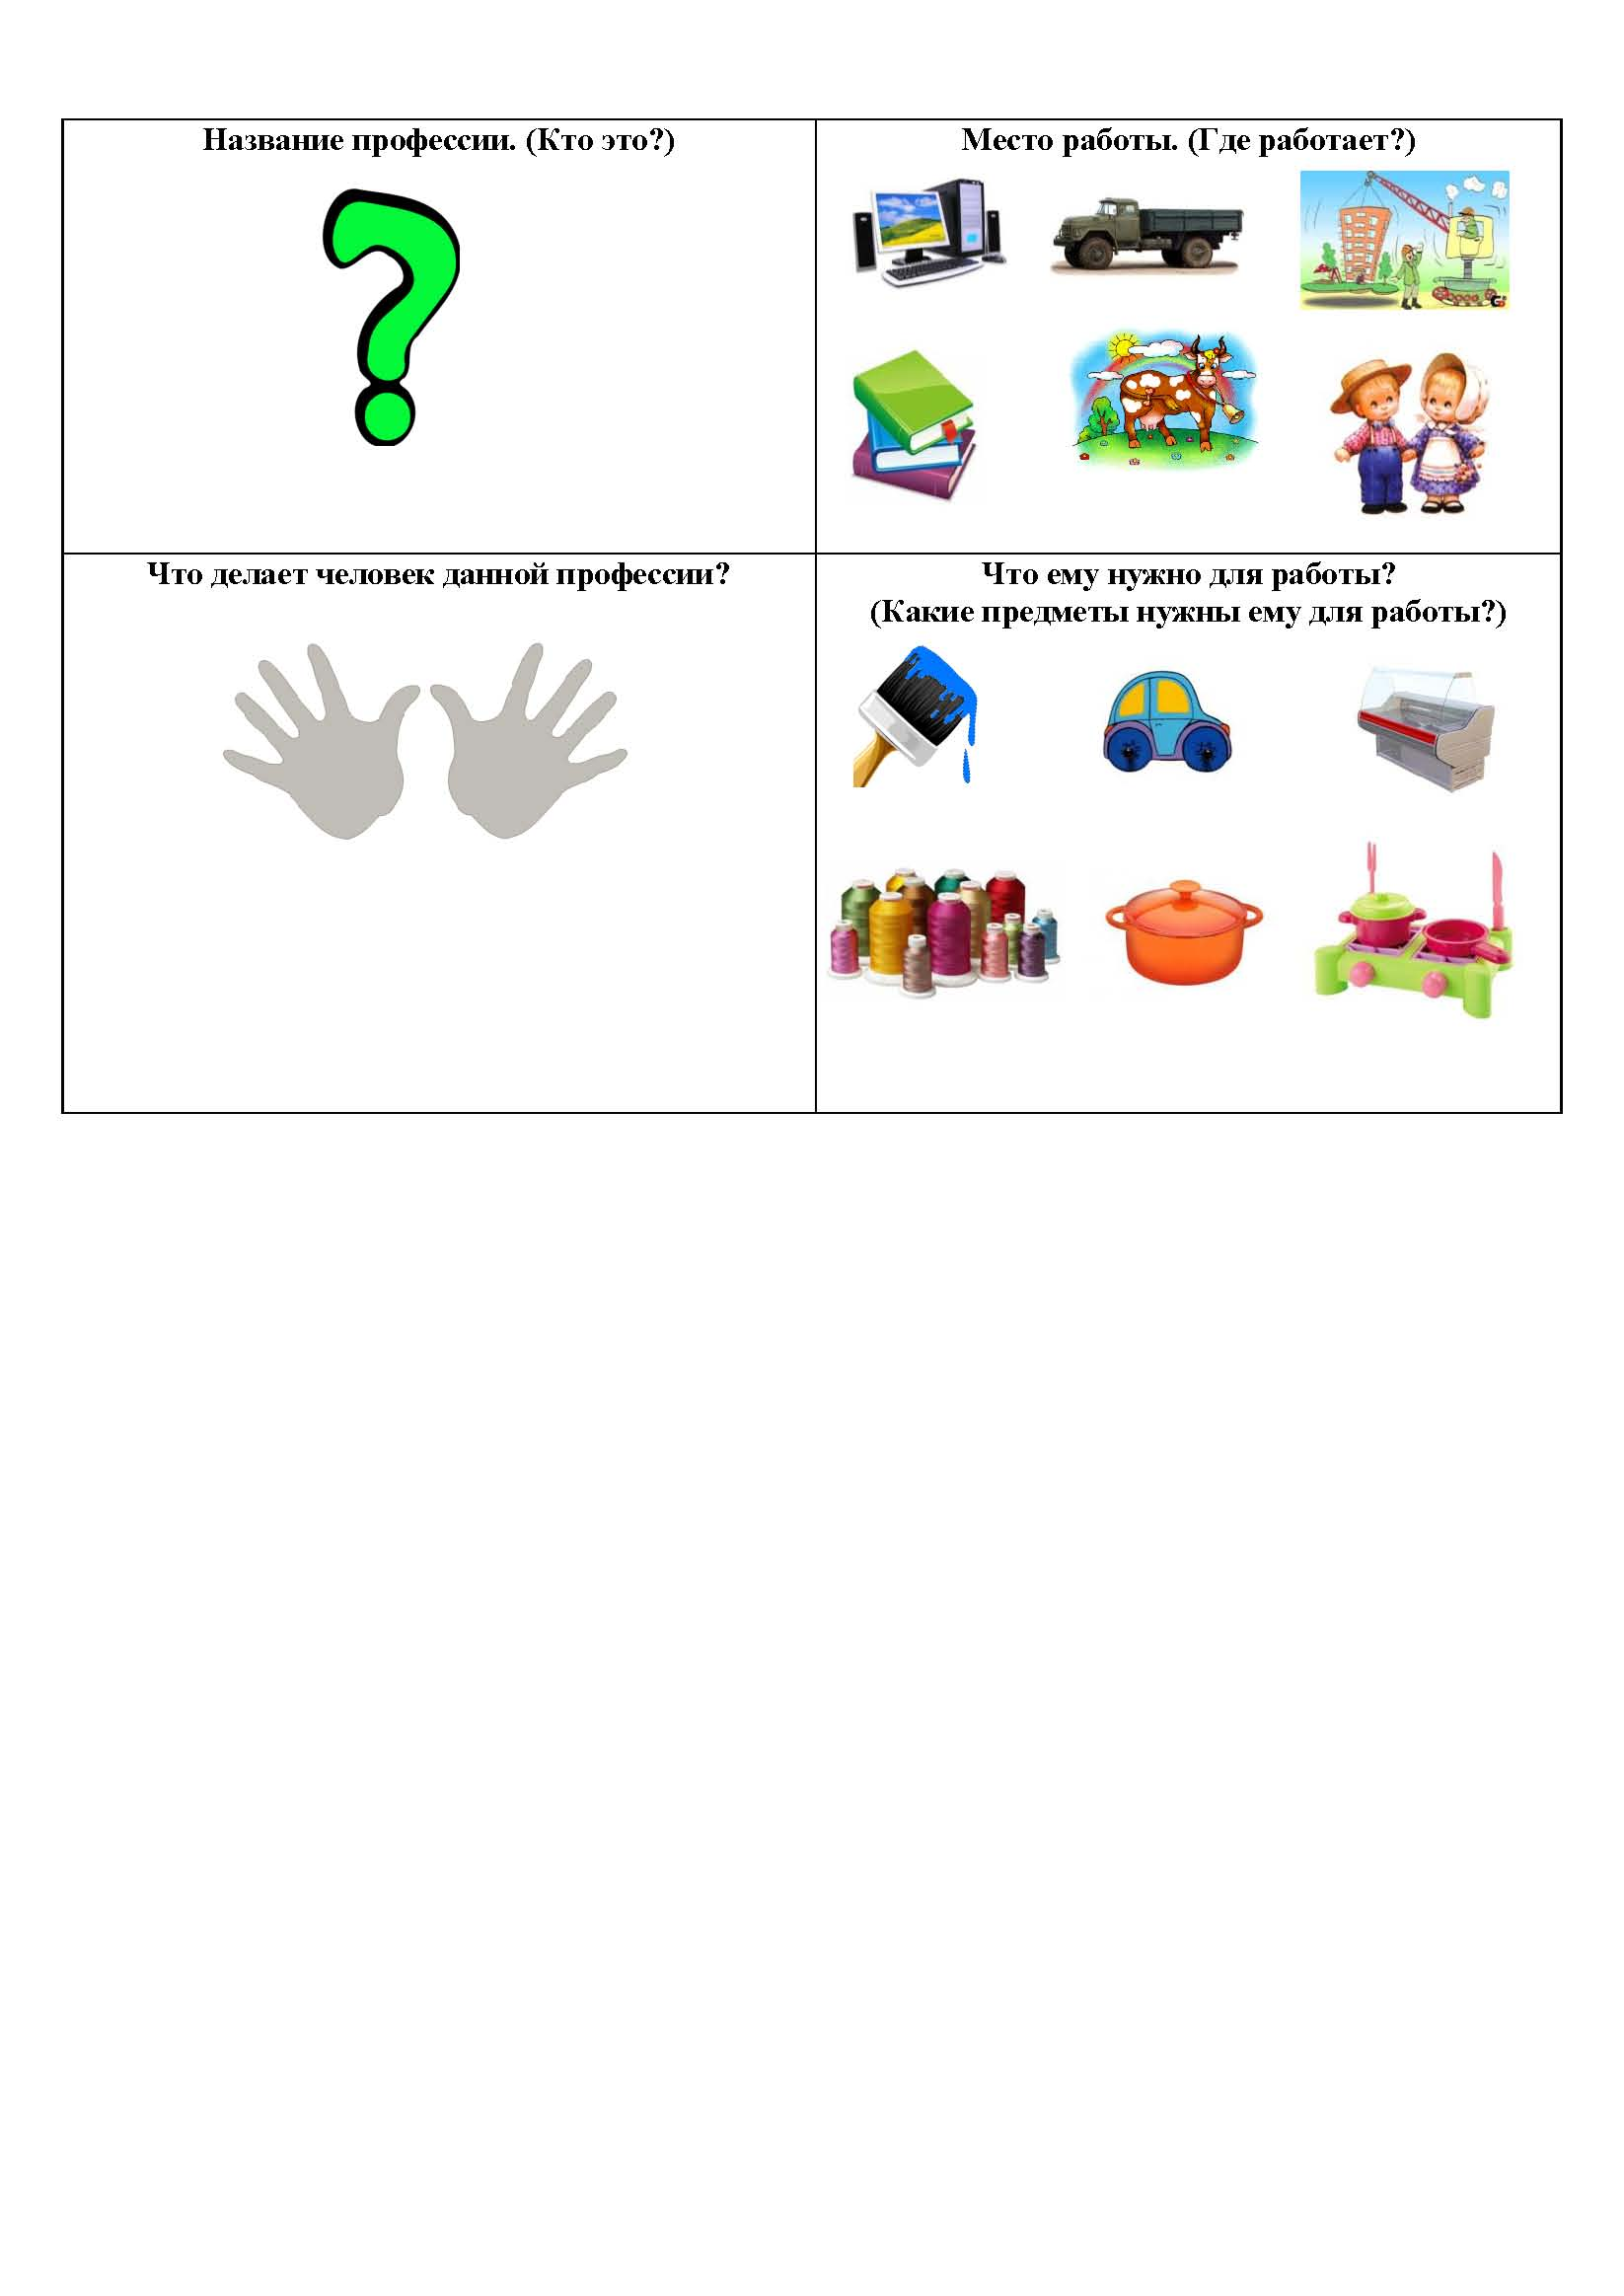 Название профессии. (Кто это?)
Место работы. (Где работает?)
Что делает человек данной профессии?
Что ему нужно для работы?
(Какие предметы нужны ему для работы?)